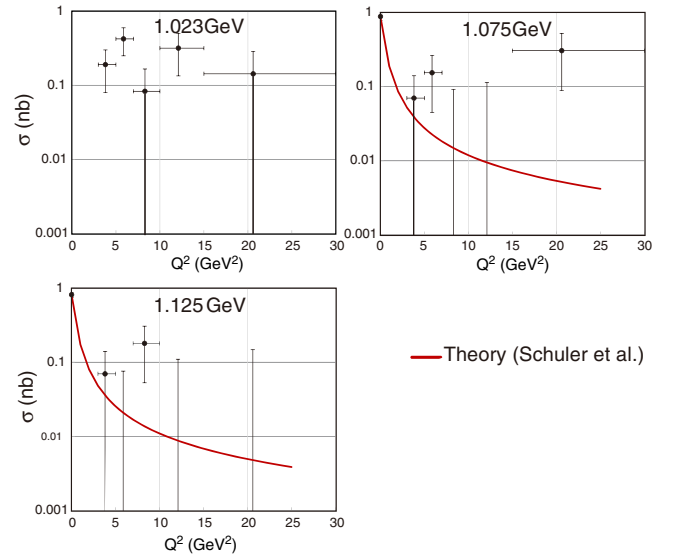 1.023GeV
1
0.1
0.01
0.001
σ (nb)
0 5 10 15 20 25 30
Q² (GeV²)
1.075GeV
1
0.1
0.01
0.001
0 5 10 15 20 25 30
Q² (GeV²)
1.125GeV
1
0.1
0.01
0.001
σ (nb)
0 5 10 15 20 25 30
Q² (GeV²)
Theory (Schuler et al.)